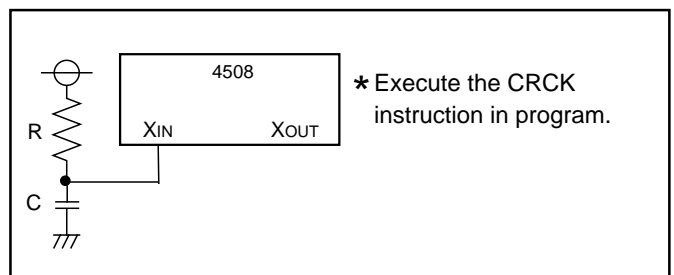 4508
XIN XOUT
R
C
* Execute the CRCK
instruction in program.